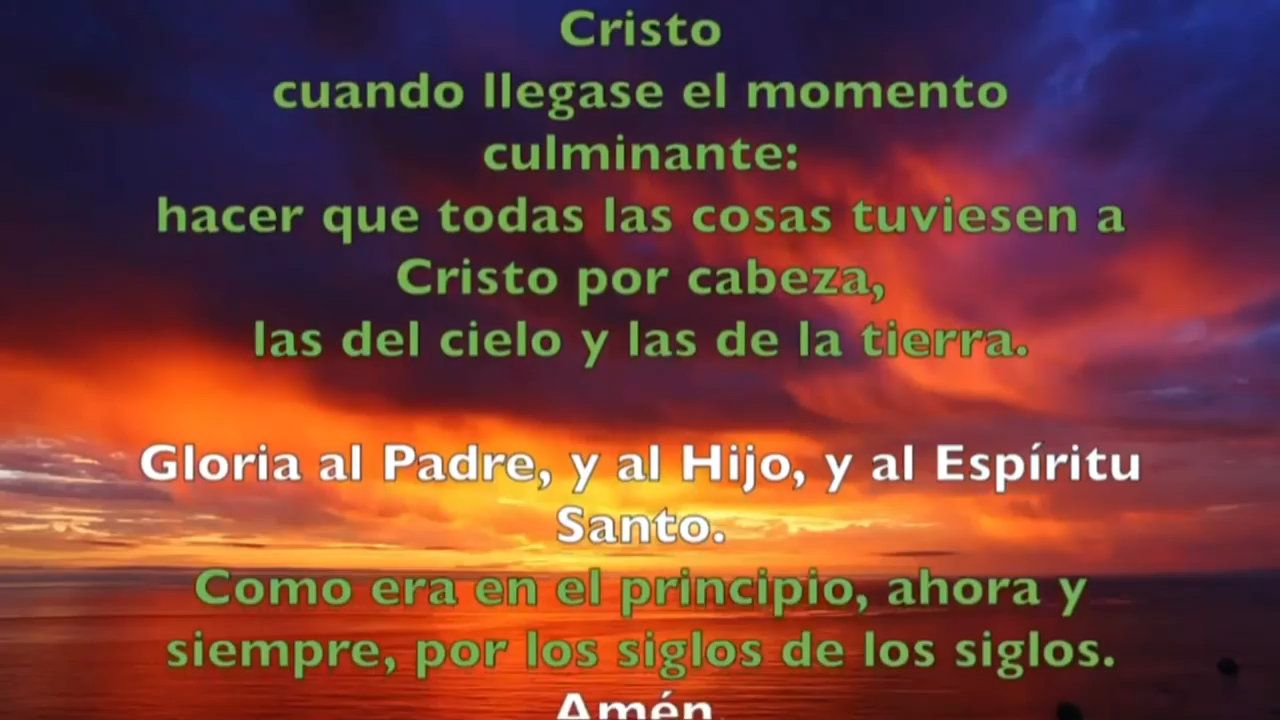 Cristo
cuando llegase el momento
culminante:
hacer que todas las cosas tuviesen a
Cristo por cabeza,
las del cielo y las de la tierra.
Gloria al Padre, y al Hijo, y al Espíritu
Santo.
Como era en el principio, ahora y
siempre, por los siglos de los siglos.
Amén.